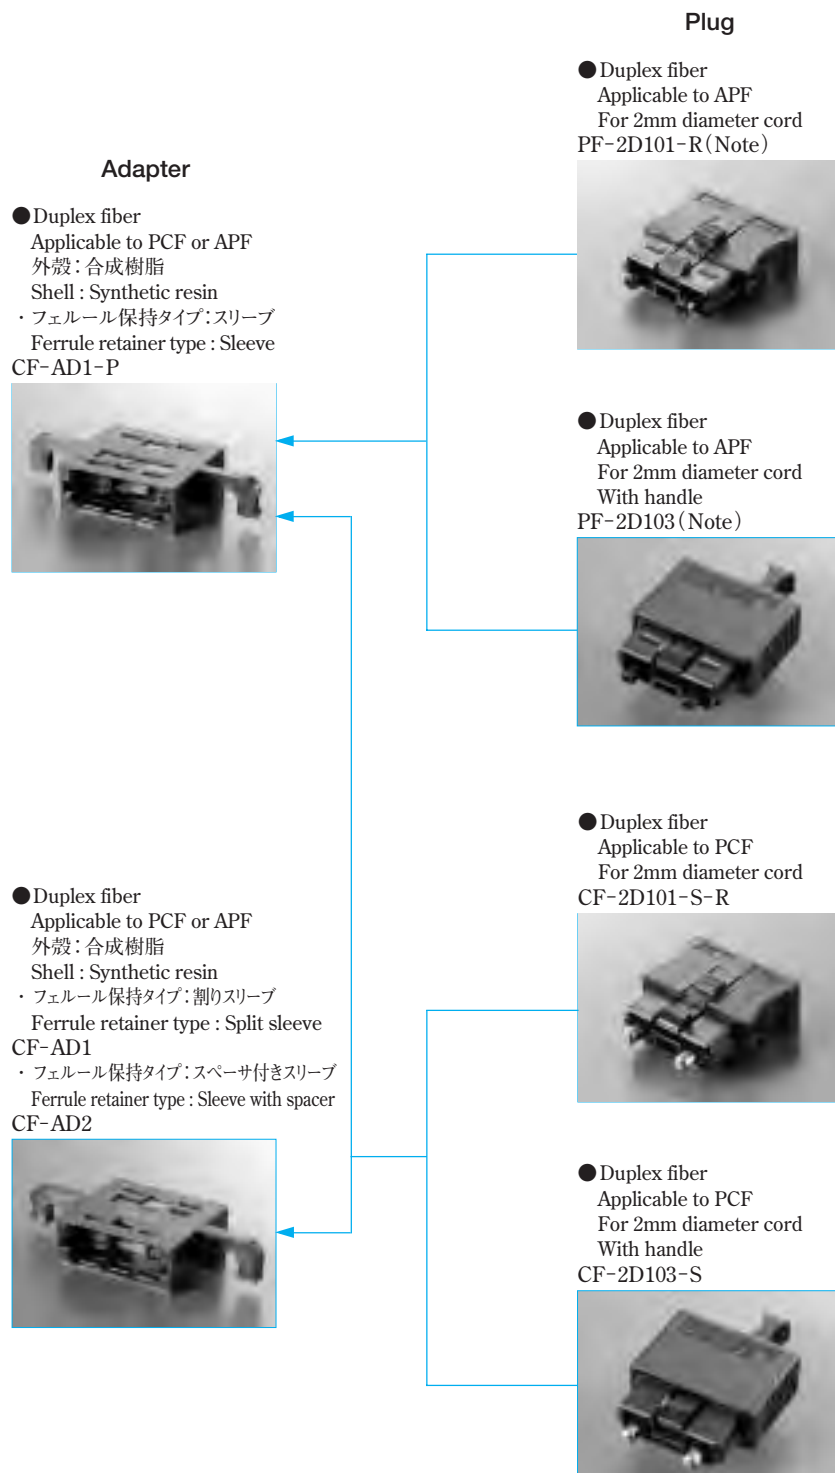 Plug
● Duplex fiber
Applicable to APF
For 2mm diameter cord
PF-2D101-R(Note)
Adapter
● Duplex fiber
Applicable to PCF or APF
外殻：合成樹脂
Shell : Synthetic resin
・フェルール保持タイプ：スリーブ
Ferrule retainer type : Sleeve
CF-AD1-P
● Duplex fiber
Applicable to APF
For 2mm diameter cord
With handle
PF-2D103(Note)
● Duplex fiber
Applicable to PCF
For 2mm diameter cord
CF-2D101-S-R
● Duplex fiber
Applicable to PCF or APF
外殻：合成樹脂
Shell : Synthetic resin
・フェルール保持タイプ：割りスリーブ
Ferrule retainer type : Split sleeve
CF-AD1
・フェルール保持タイプ：スペーサ付きスリーブ
Ferrule retainer type : Sleeve with spacer
CF-AD2
● Duplex fiber
Applicable to PCF
For 2mm diameter cord
With handle
CF-2D103-S